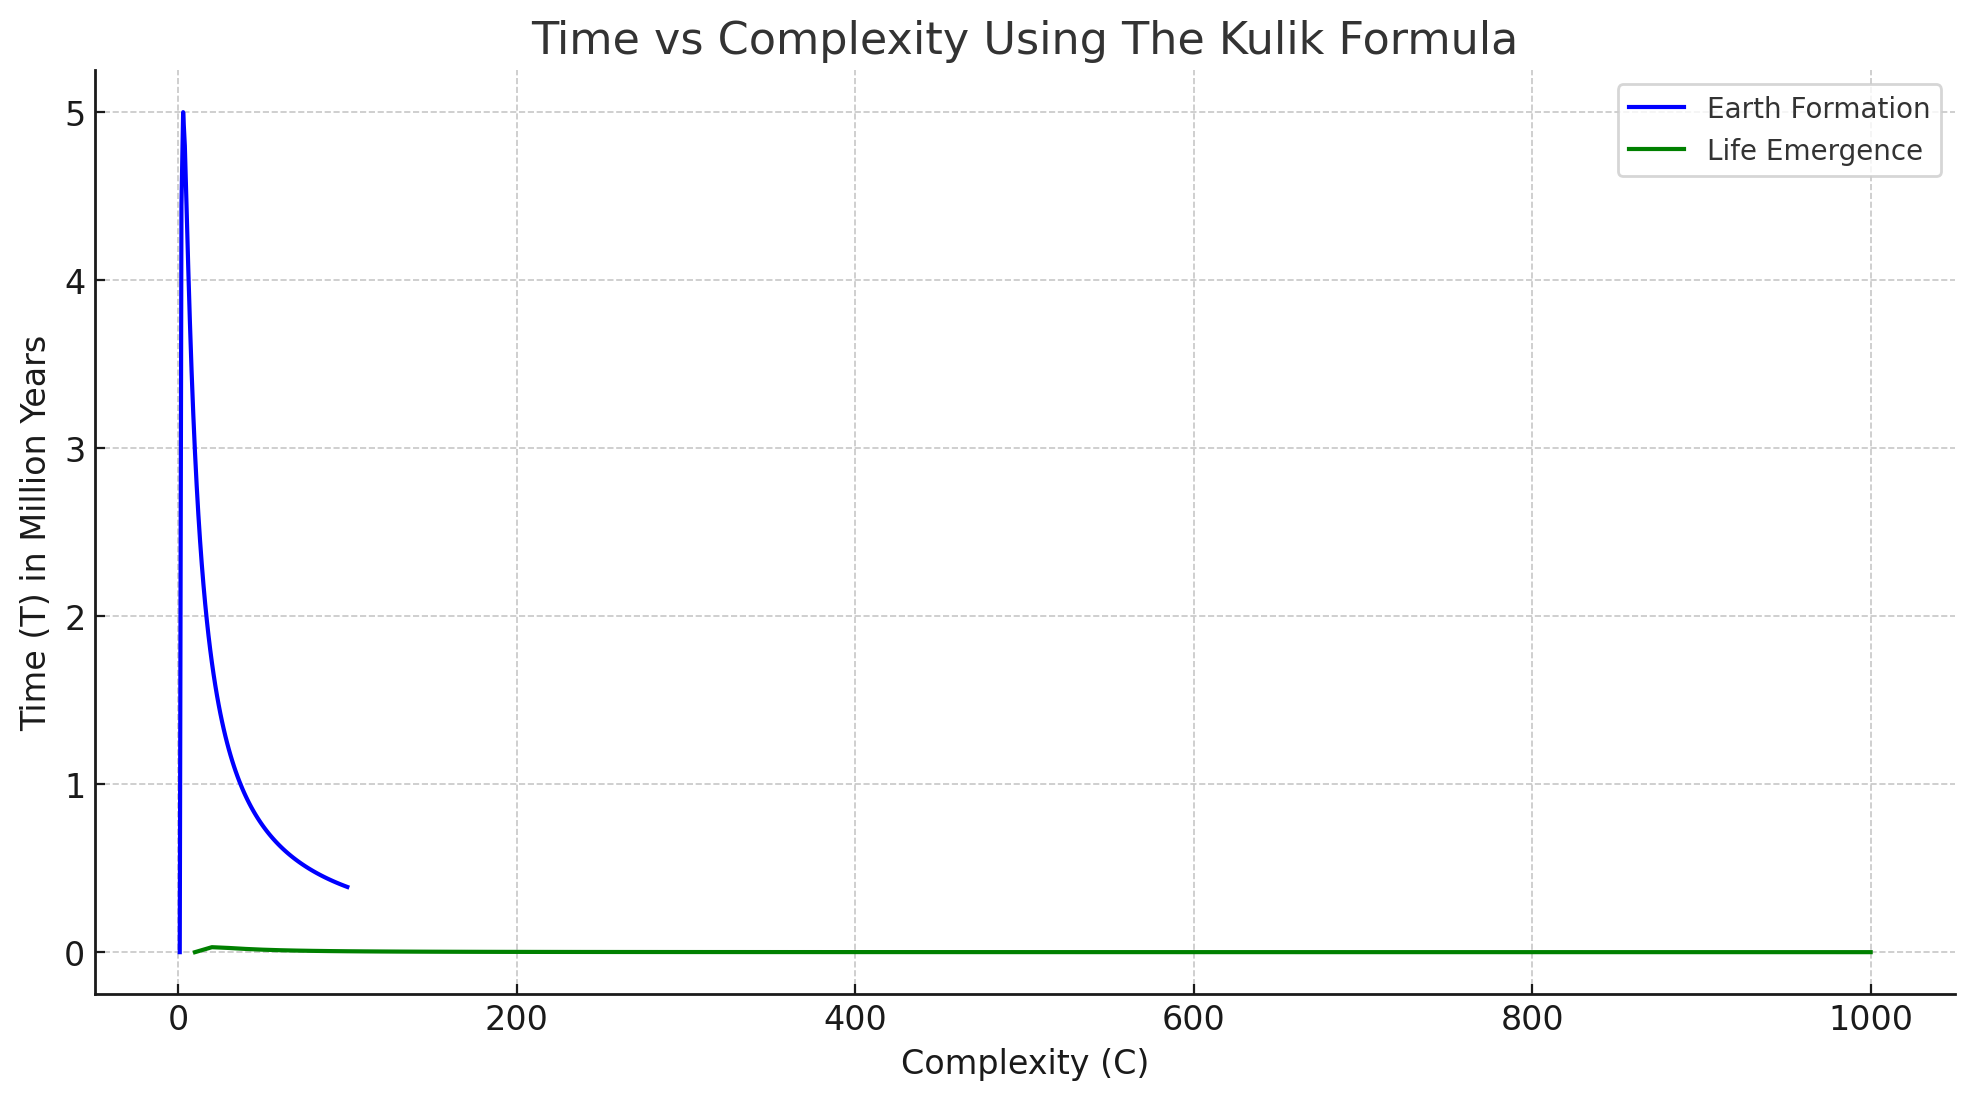 Time vs Complexity Using The Kulik Formula
Earth Formation
Life Emergence
Time (T) in Million Years
5
4
3
2
1
0
0 200 400 600 800 1000
Complexity (C)